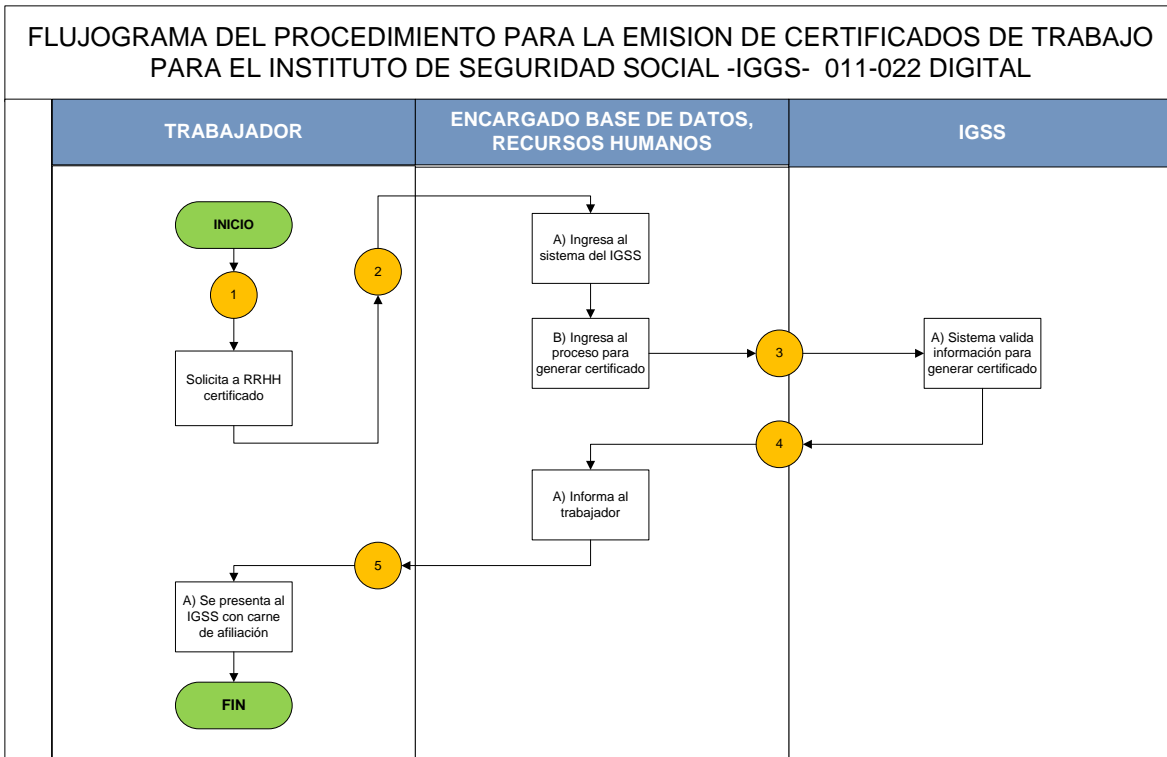 FLUJOGRAMA DEL PROCEDIMIENTO PARA LA EMISION DE CERTIFICADOS DE TRABAJO
PARA EL INSTITUTO DE SEGURIDAD SOCIAL -IGGS- 011-022 DIGITAL
TRABAJADOR
ENCARGADO BASE DE DATOS,
RECURSOS HUMANOS
IGSS
INICIO
1
Solicita a RRHH
certificado
2
A) Ingresa al
sistema del IGSS
B) Ingresa al
proceso para
generar certificado
3
A) Sistema valida
información para
generar certificado
4
A) Informa al
trabajador
5
A) Se presenta al
IGSS con carne
de afiliación
FIN